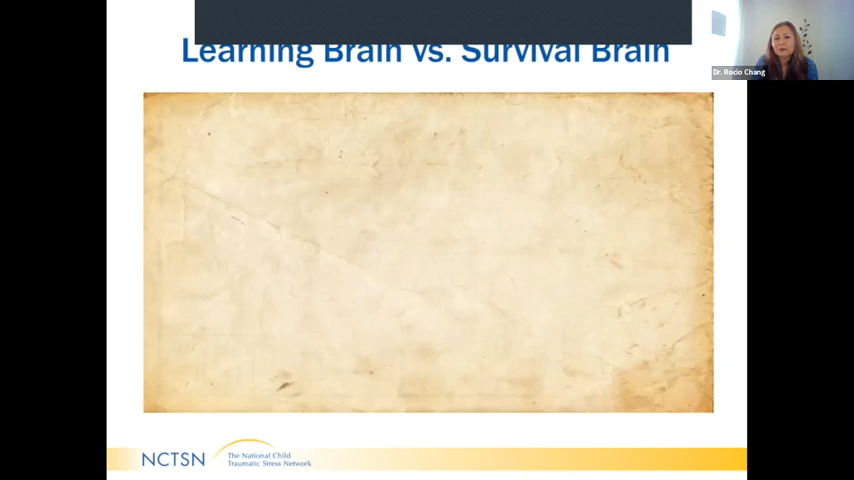 Learning Brain vs. Survival Brain
Dr. Rocio Chang
NCTSN
The National Child
Traumatic Stress Network